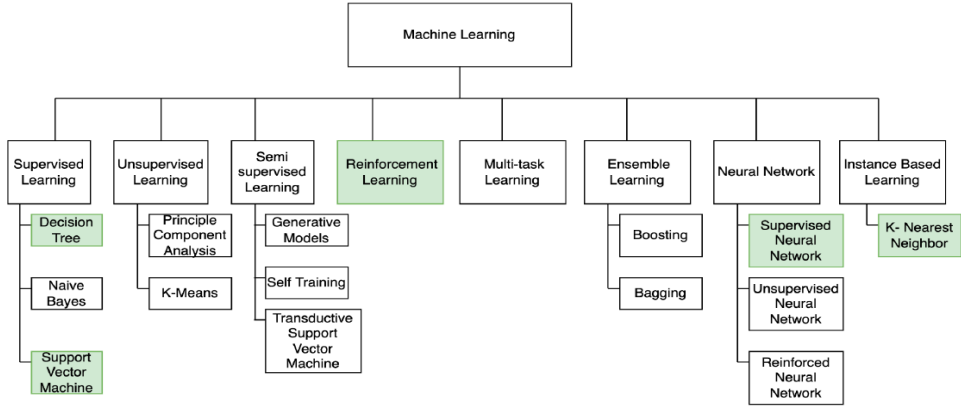 Machine Learning
Supervised
Learning
Unsupervised
Learning
Semi
supervised
Learning
Reinforcement
Learning
Multi-task
Learning
Ensemble
Learning
Neural Network
Instance Based
Learning
Decision
Tree
Naive
Bayes
Support
Vector
Machine
Principle
Component
Analysis
K-Means
Generative
Models
Self Training
Transductive
Support
Vector
Machine
Boosting
Bagging
Supervised
Neural
Network
Unsupervised
Neural
Network
Reinforced
Neural
Network
K- Nearest
Neighbor